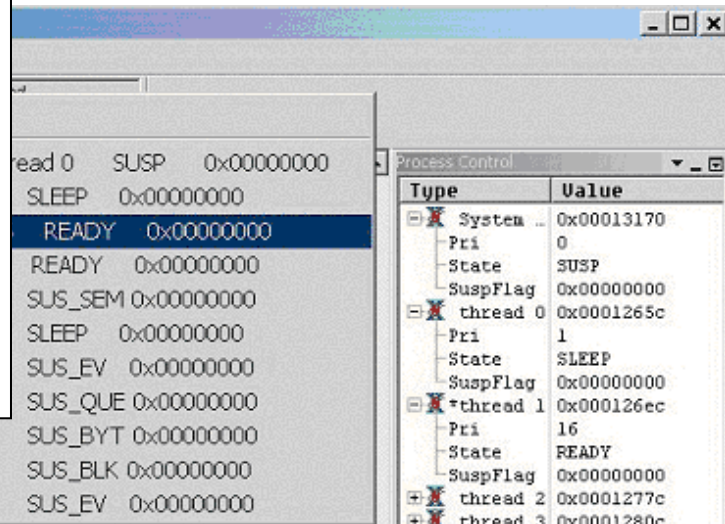 read 0 SUSP 0x00000000
SLEEP 0x00000000
READY 0x00000000
READY 0x00000000
SUS_SEM 0x00000000
SLEEP 0x00000000
SUS_EV 0x00000000
SUS_QUE 0x00000000
SUS_BYT 0x00000000
SUS_BLK 0x00000000
SUS_EV 0x00000000
Process Control
Type Value
System .. 0x00013170
Pri 0
State SUSP
SuspFlag 0x00000000
thread 0 0x0001265c
Pri 1
State SLEEP
SuspFlag 0x00000000
*thread 1 0x000126ec
Pri 16
State READY
SuspFlag 0x00000000
thread 2 0x0001277c
thread 3 0x0001280c